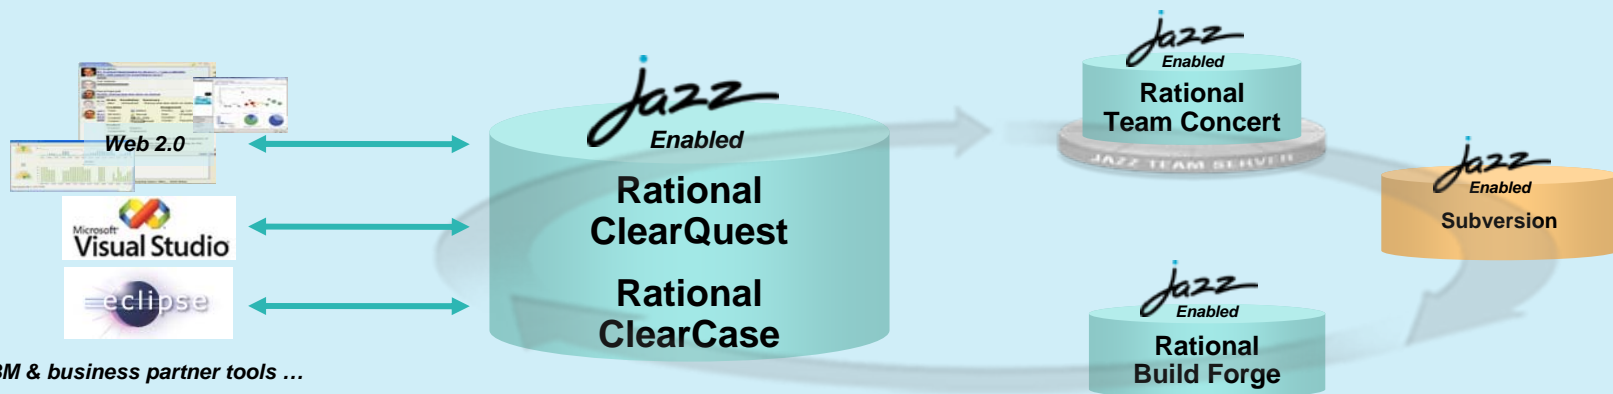 Web 2.0
Microsoft
Visual Studio
eclipse
BM & business partner tools …
jazz
Enabled
Rational
ClearQuest
Rational
ClearCase
jazz
Enabled
Rational
Team Concert
JAZZ TEAM SERVER
jazz
Enabled
Subversion
jazz
Enabled
Rational
Build Forge